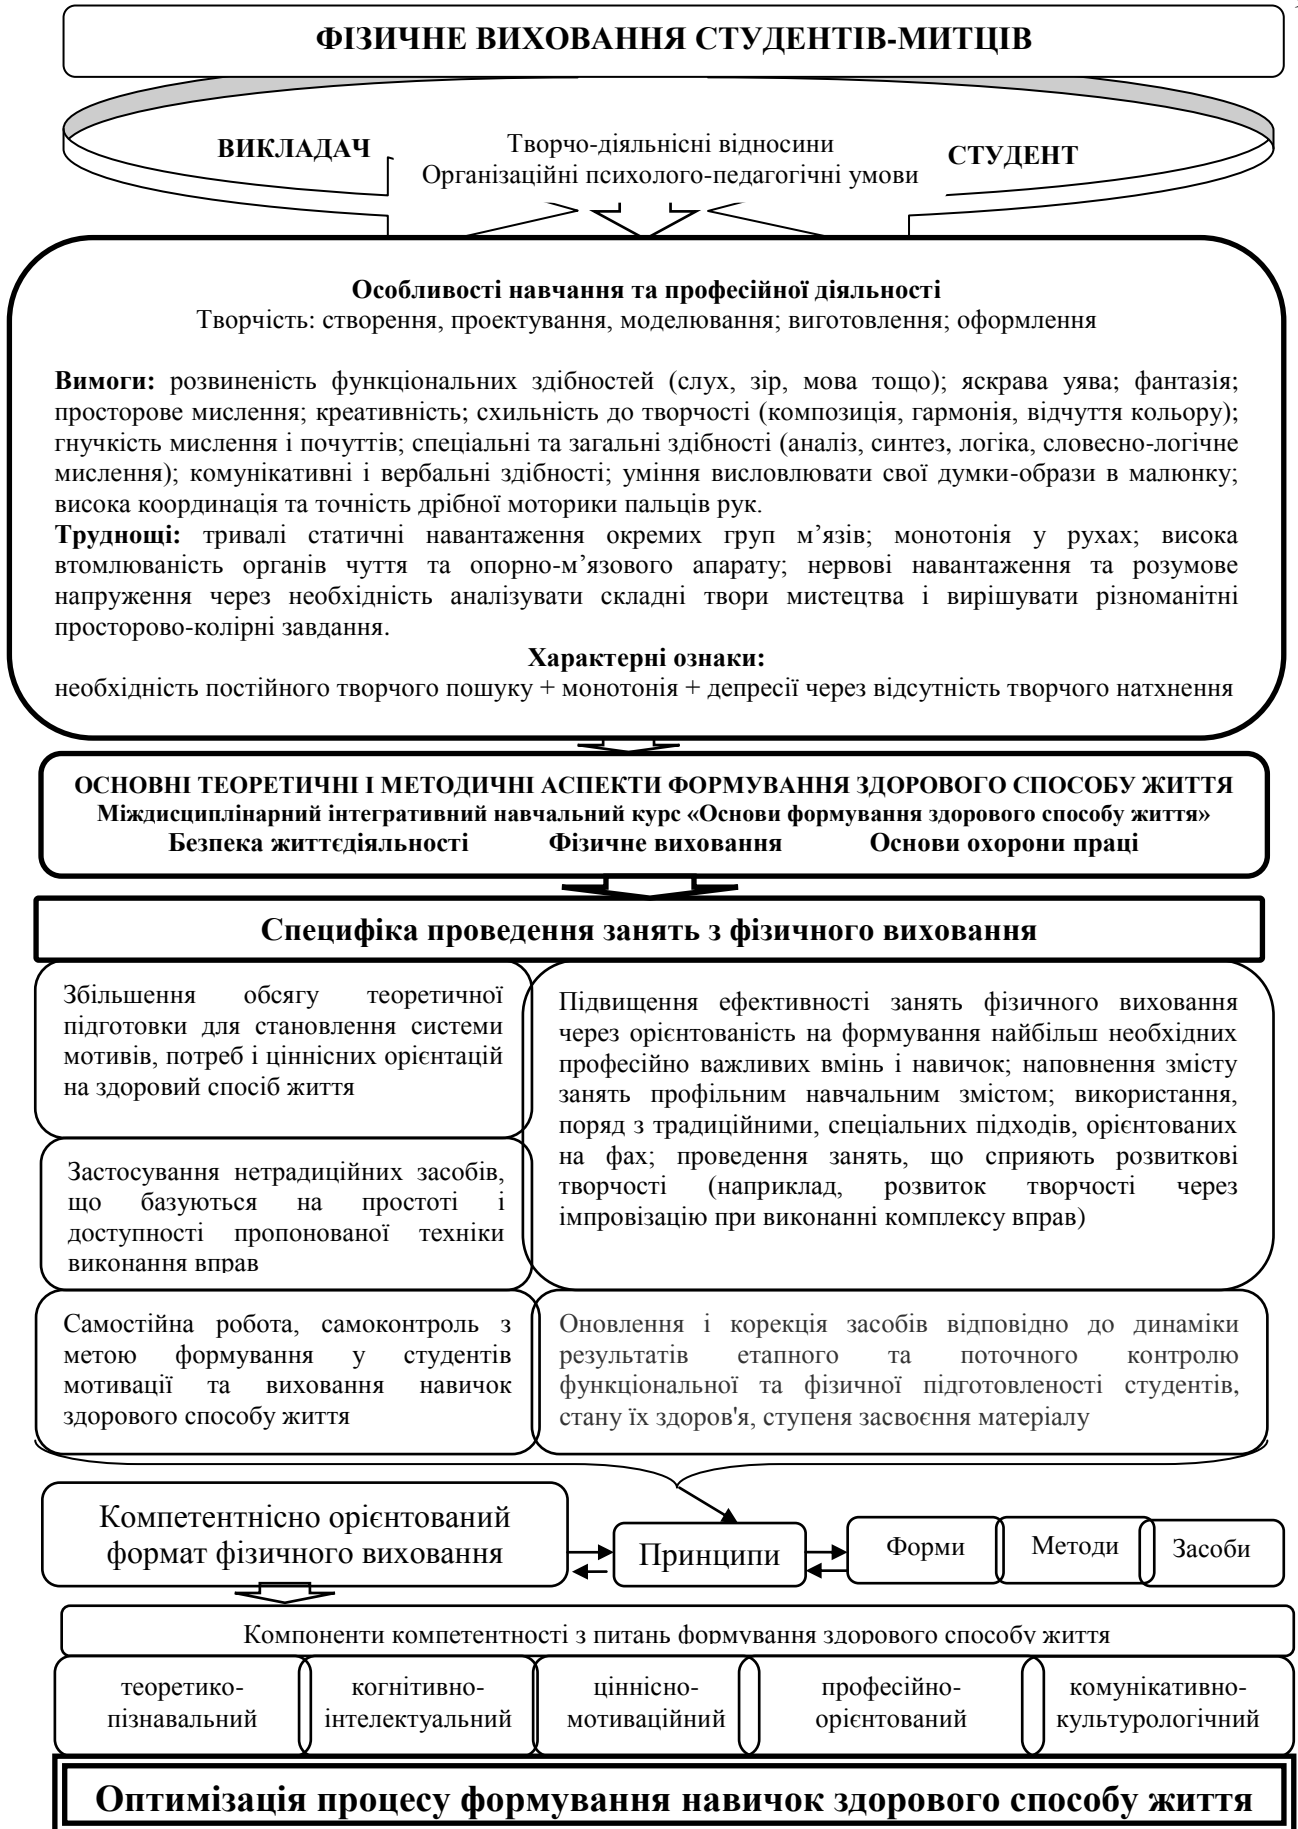 ФІЗИЧНЕ ВИХОВАННЯ СТУДЕНТІВ-МИТЦІВ
ВИКЛАДАЧ
Творчо-діяльнісні відносини
Організаційні психолого-педагогічні умови
СТУДЕНТ
Особливості навчання та професійної діяльності
Творчість: створення, проектування, моделювання; виготовлення; оформлення
Вимоги: розвиненість функціональних здібностей (слух, зір, мова тощо); яскрава уява; фантазія;
просторове мислення; креативність; схильність до творчості (композиція, гармонія, відчуття кольору);
гнучкість мислення і почуттів; спеціальні та загальні здібності (аналіз, синтез, логіка, словесно-логічне
мислення); комунікативні і вербальні здібності; уміння висловлювати свої думки-образи в малюнку;
висока координація та точність дрібної моторики пальців рук.
Труднощі: тривалі статичні навантаження окремих груп м’язів; монотонія у рухах; висока
втомлюваність органів чуття та опорно-м’язового апарату; нервові навантаження та розумове
напруження через необхідність аналізувати складні твори мистецтва і вирішувати різноманітні
просторово-колірні завдання.
Характерні ознаки:
необхідність постійного творчого пошуку + монотонія + депресії через відсутність творчого натхнення
ОСНОВНІ ТЕОРЕТИЧНІ І МЕТОДИЧНІ АСПЕКТИ ФОРМУВАННЯ ЗДОРОВОГО СПОСОБУ ЖИТТЯ
Міждисциплінарний інтегративний навчальний курс «Основи формування здорового способу життя»
Безпека життєдіяльності Фізичне виховання Основи охорони праці
Специфіка проведення занять з фізичного виховання
Збільшення обсягу теоретичної
підготовки для становлення системи
мотивів, потреб і ціннісних орієнтацій
на здоровий спосіб життя
Підвищення ефективності занять фізичного виховання
через орієнтованість на формування найбільш необхідних
професійно важливих вмінь і навичок; наповнення змісту
занять профільним навчальним змістом; використання,
поряд з традиційними, спеціальних підходів, орієнтованих
на фах; проведення занять, що сприяють розвиткові
творчості (наприклад, розвиток творчості через
імпровізацію при виконанні комплексу вправ)
Застосування нетрадиційних засобів,
що базуються на простоті і
доступності пропонованої техніки
виконання вправ
Самостійна робота, самоконтроль з
метою формування у студентів
мотивації та виховання навичок
здорового способу життя
Оновлення і корекція засобів відповідно до динаміки
результатів етапного та поточного контролю
функціональної та фізичної підготовленості студентів,
стану їх здоров'я, ступеня засвоєння матеріалу
Компетентнісно орієнтований
формат фізичного виховання
Принципи
Форми
Методи
Засоби
Компоненти компетентності з питань формування здорового способу життя
теоретико-
пізнавальний
когнітивно-
інтелектуальний
ціннісно-
мотиваційний
професійно-
орієнтований
комунікативно-
культурологічний
Оптимізація процесу формування навичок здорового способу життя